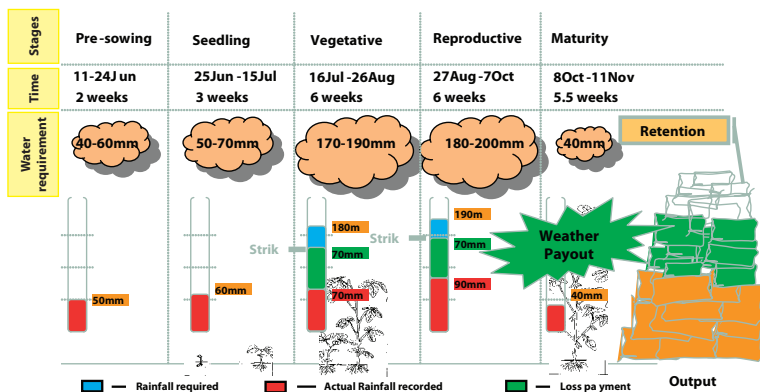 Stages
Pre-sowing
Seedling
Vegetative
Reproductive
Maturity
Time
11-24Jun
2 weeks
25Jun-15Jul
3 weeks
16Jul-26Aug
6 weeks
27Aug-7Oct
6 weeks
8Oct-11Nov
5.5 weeks
Water
requirement
40-60mm
50-70mm
170-190mm
180-200mm
40mm
Retention
50mm
60mm
Strik
180m
70mm
70mm
Strik
190m
70mm
90mm
Weather
Payout
40mm
Output
Rainfall required
Actual Rainfall recorded
Loss pa yment